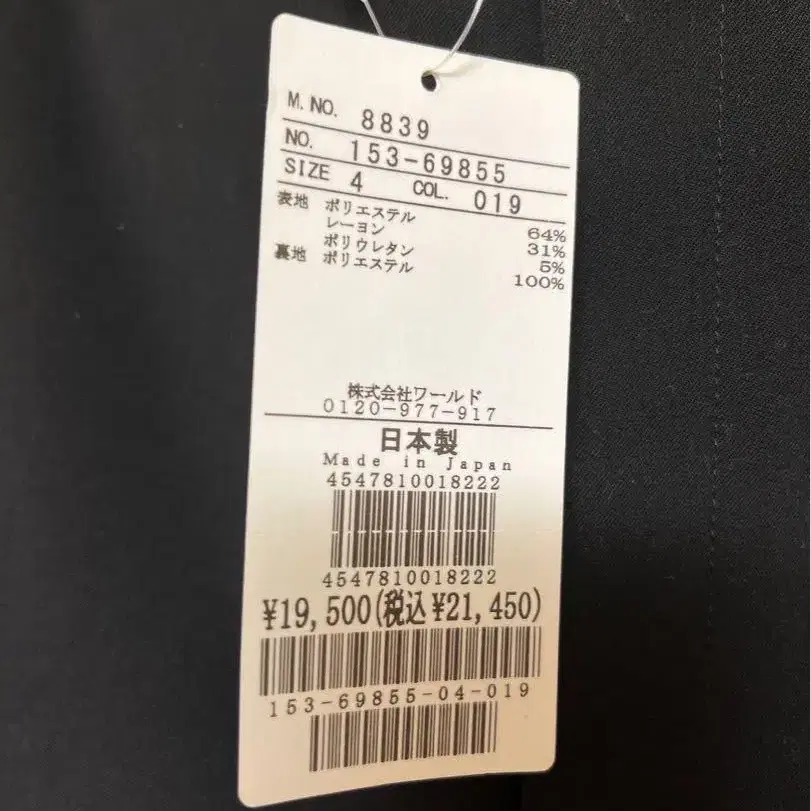 M.NO. 8839
NO. 153-69855
SIZE 4 COL. 019
表地 ポリエステル 64%
レーヨン 31%
ポリウレタン 5%
裏地 ポリエステル 100%
株式会社ワールド
0120-977-917
日本製
Made in Japan
4547810018222
4547810018222
¥19,500(税込¥21,450)
153-69855-04-019